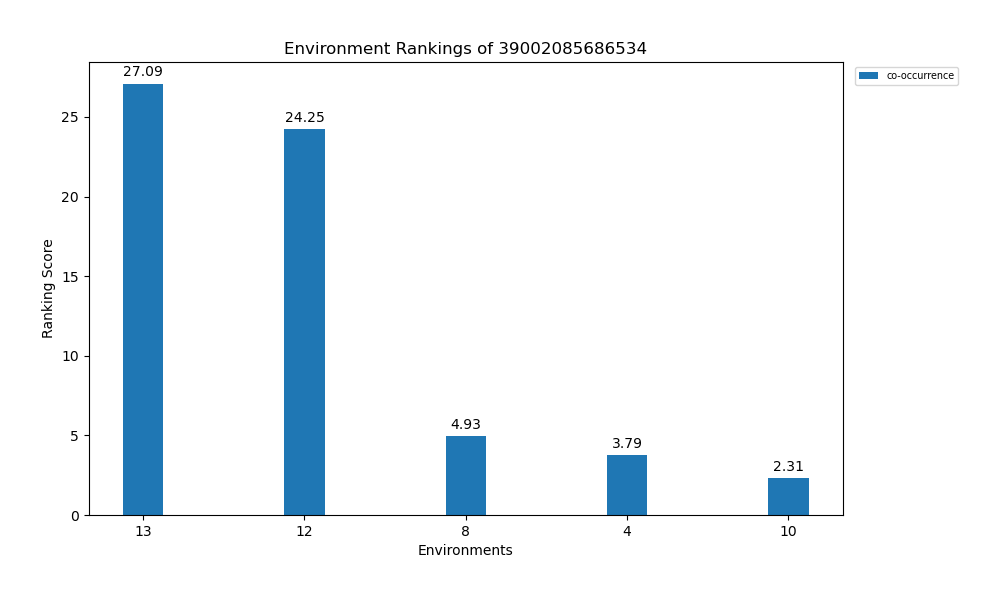 Environment Rankings of 39002085686534
co-occurrence
27.09
24.25
4.93
3.79
2.31
Ranking Score
25
20
15
10
5
0
13 12 8 4 10
Environments